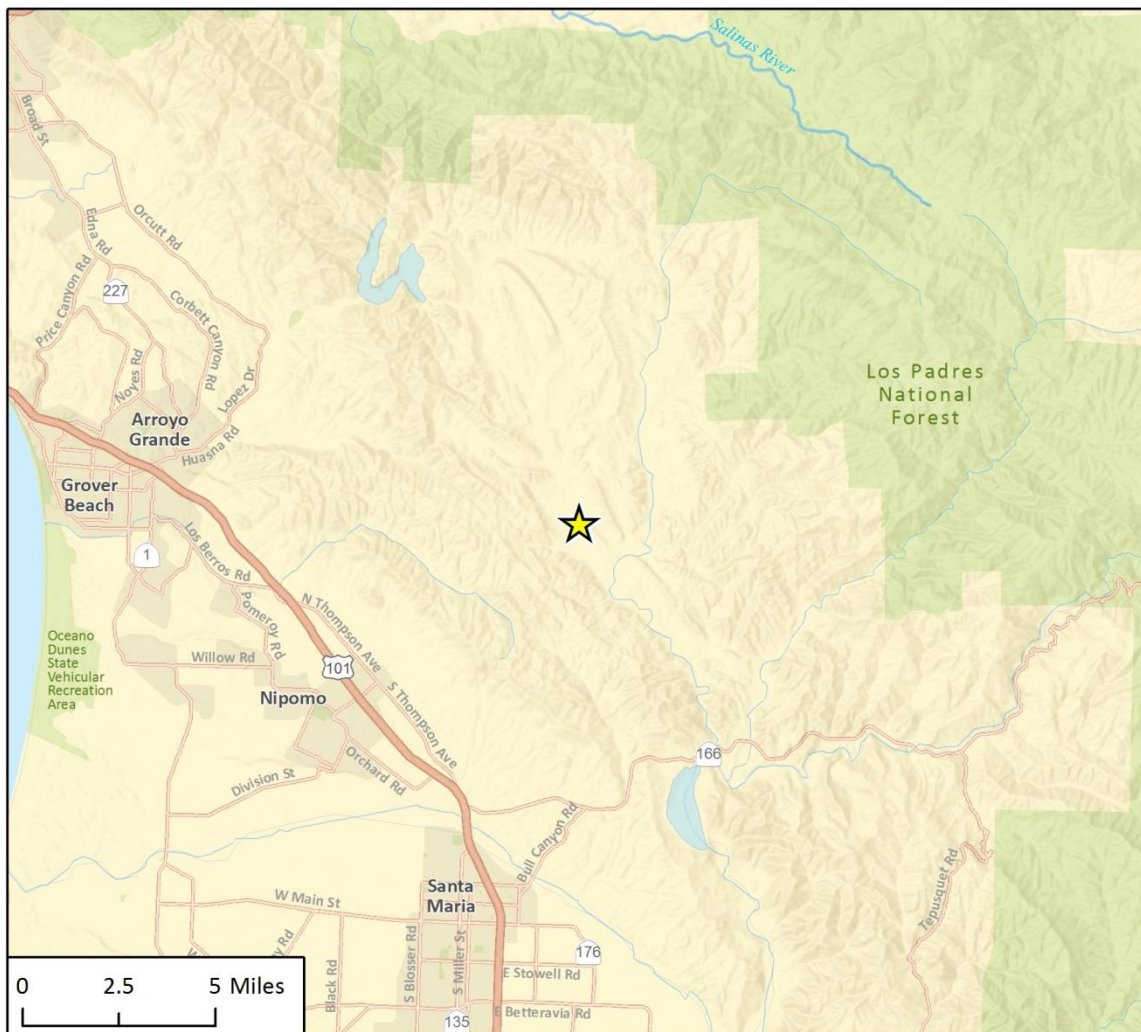 Salinas River
Broad St
Edna Rd
Orcutt Rd
Price Canyon Rd
227
Corbett Canyon Rd
Noyes Rd
Lopez Dr
Arroyo
Grande
Huasna Rd
Grover
Beach
Los Padres
National
Forest
1
Los Berros Rd
N Thompson Ave
Pomeroy Rd
Oceano
Dunes
State
Vehicular
Recreation
Area
Willow Rd
101
S Thompson Ave
Nipomo
Orchard Rd
Division St
166
Bull Canyon Rd
Tepusquet Rd
Santa
Maria
W Main St
S Blosser Rd
S Miller St
Black Rd
Rd
176
E Stowell Rd
E Betteravia Rd
135
0 2.5 5 Miles